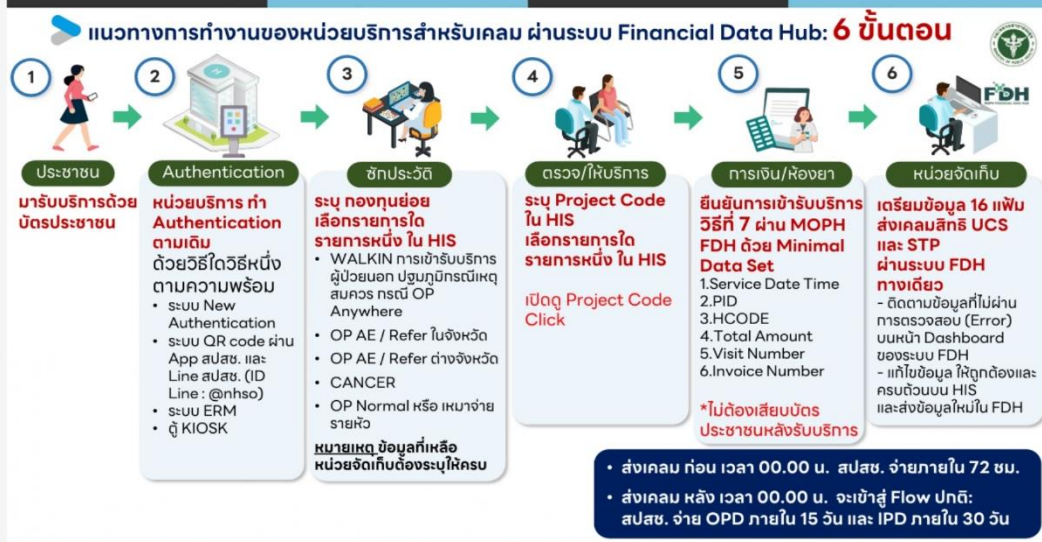 แนวทางการทำงานของหน่วยบริการสำหรับเคลม ผ่านระบบ Financial Data Hub: 6 ขั้นตอน
1
ประชาชน
มารับบริการด้วย
บัตรประชาชน
2
Authentication
หน่วยบริการ ทำ
Authentication
ตามเดิม
ด้วยวิธีใดวิธีหนึ่ง
ตามความพร้อม
• ระบบ New
Authentication
• ระบบ QR code ผ่าน
App สปสช. และ
Line สปสช. (ID
Line : @nhso)
• ระบบ ERM
• ตู้ KIOSK
3
ซักประวัติ
ระบุ กองทุนย่อย
เลือกรายการใด
รายการหนึ่ง ใน HIS
• WALKIN การเข้ารับบริการ
ผู้ป่วยนอก ปฐมภูมิกรณีเหตุ
สมควร กรณี OP
Anywhere
• OP AE / Refer ในจังหวัด
• OP AE / Refer ต่างจังหวัด
• CANCER
• OP Normal หรือ เหมาจ่าย
รายหัว
หมายเหตุ ข้อมูลที่เหลือ
หน่วยจัดเก็บต้องระบุให้ครบ
4
ตรวจ/ให้บริการ
ระบุ Project Code
ใน HIS
เลือกรายการใด
รายการหนึ่ง ใน HIS
เปิดดู Project Code
Click
5
การเงิน/ห้องยา
ยืนยันการเข้ารับบริการ
วิธีที่ 7 ผ่าน MOPH
FDH ด้วย Minimal
Data Set
1.Service Date Time
2.PID
3.HCODE
4.Total Amount
5.Visit Number
6.Invoice Number
*ไม่ต้องเสียบบัตร
ประชาชนหลังรับบริการ
6
FDH
หน่วยจัดเก็บ
เตรียมข้อมูล 16 แฟ้ม
ส่งเคลมสิทธิ UCS
และ STP
ผ่านระบบ FDH
ทางเดียว
- ติดตามข้อมูลที่ไม่ผ่าน
การตรวจสอบ (Error)
บนหน้า Dashboard
ของระบบ FDH
- แก้ไขข้อมูล ให้ถูกต้องและ
ครบถ้วนบน HIS
และส่งข้อมูลใหม่ใน FDH
• ส่งเคลม ก่อน เวลา 00.00 น. สปสช. จ่ายภายใน 72 ชม.
• ส่งเคลม หลัง เวลา 00.00 น. จะเข้าสู่ Flow ปกติ:
สปสช. จ่าย OPD ภายใน 15 วัน และ IPD ภายใน 30 วัน